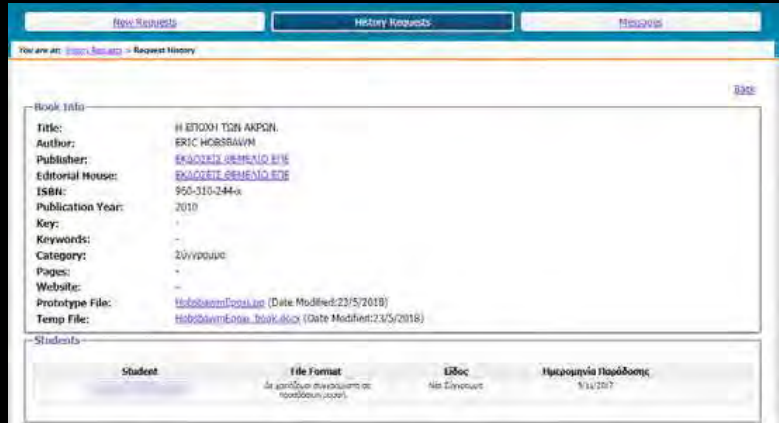 New Requests History Requests Messages
You are at: History Requests > Request History
Back
Book Info
Title: Η ΕΠΟΧΗ ΤΩΝ ΑΚΡΩΝ.
Author: ERIC HOBSBAWM
Publisher: ΕΚΔΟΣΕΙΣ ΘΕΜΕΛΙΟ ΕΠΕ
Editorial House: ΕΚΔΟΣΕΙΣ ΘΕΜΕΛΙΟ ΕΠΕ
ISBN: 960-310-244-x
Publication Year: 2010
Key: -
Keywords: -
Category: Σύγγραμμα
Pages: -
Website: -
Prototype File: (Date Modified:23/5/2018)
Temp File: (Date Modified:23/5/2018)
Students
Student File Format Είδος Ημερομηνία Παράδοσης
Νέο Σύγγραμμα